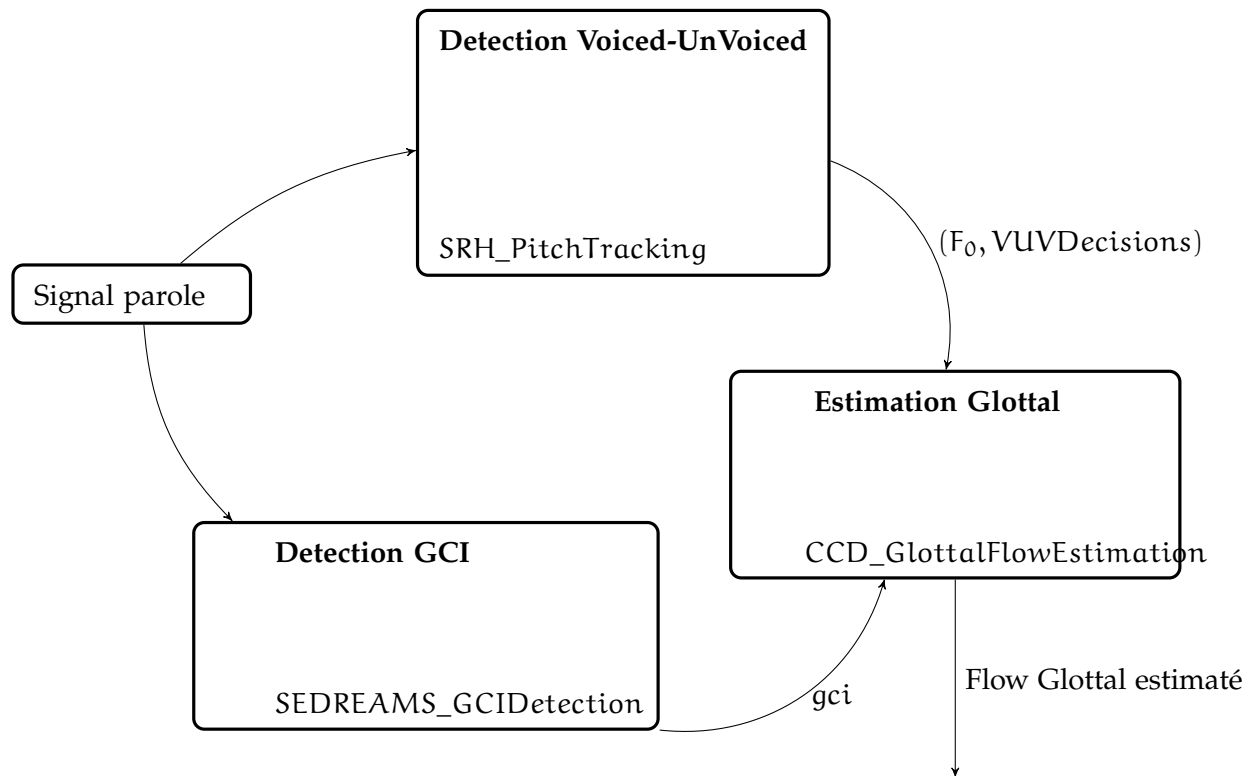 Detection Voiced-UnVoiced
SRH_PitchTracking
(F₀, VUVDecisions)
Signal parole
Estimation Glottal
CCD_GlottalFlowEstimation
Detection GCI
SEDREAMS_GCIDetection
gci
Flow Glottal estimaté